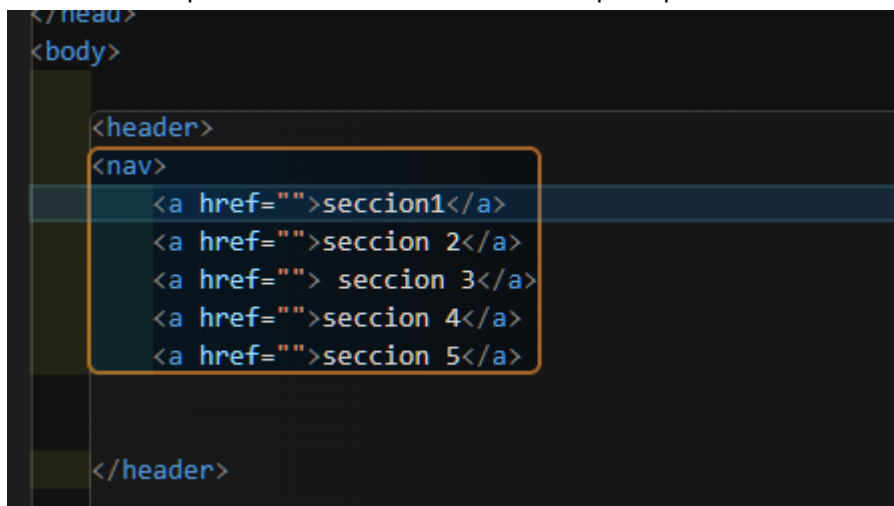 </head>
<body>
<header>
<nav>
<a href="">seccion1</a>
<a href="">seccion 2</a>
<a href=""> seccion 3</a>
<a href="">seccion 4</a>
<a href="">seccion 5</a>
</header>